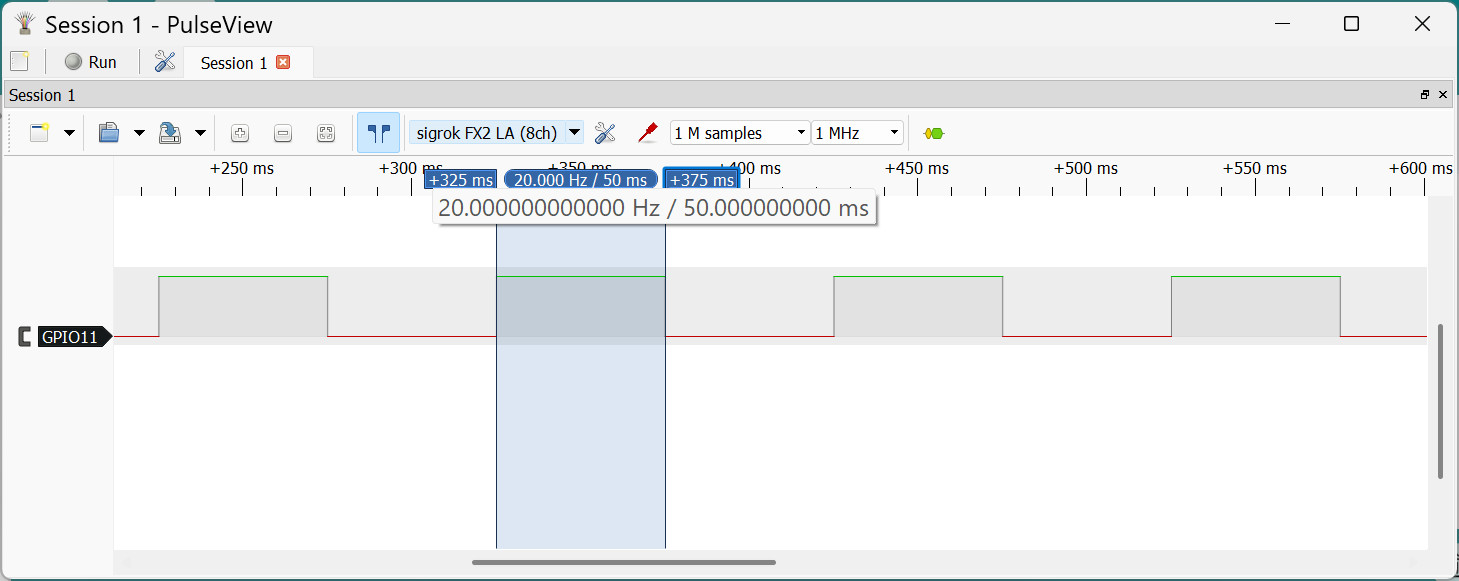 Session 1 - PulseView
Run
Session 1
Session 1
sigrok FX2 LA (8ch)
1 M samples
1 MHz
+250 ms +300 ms +350 ms +400 ms +450 ms +500 ms +550 ms +600 ms
+325 ms 20.000 Hz / 50 ms +375 ms
20.000000000000 Hz / 50.000000000 ms
C GPIO11